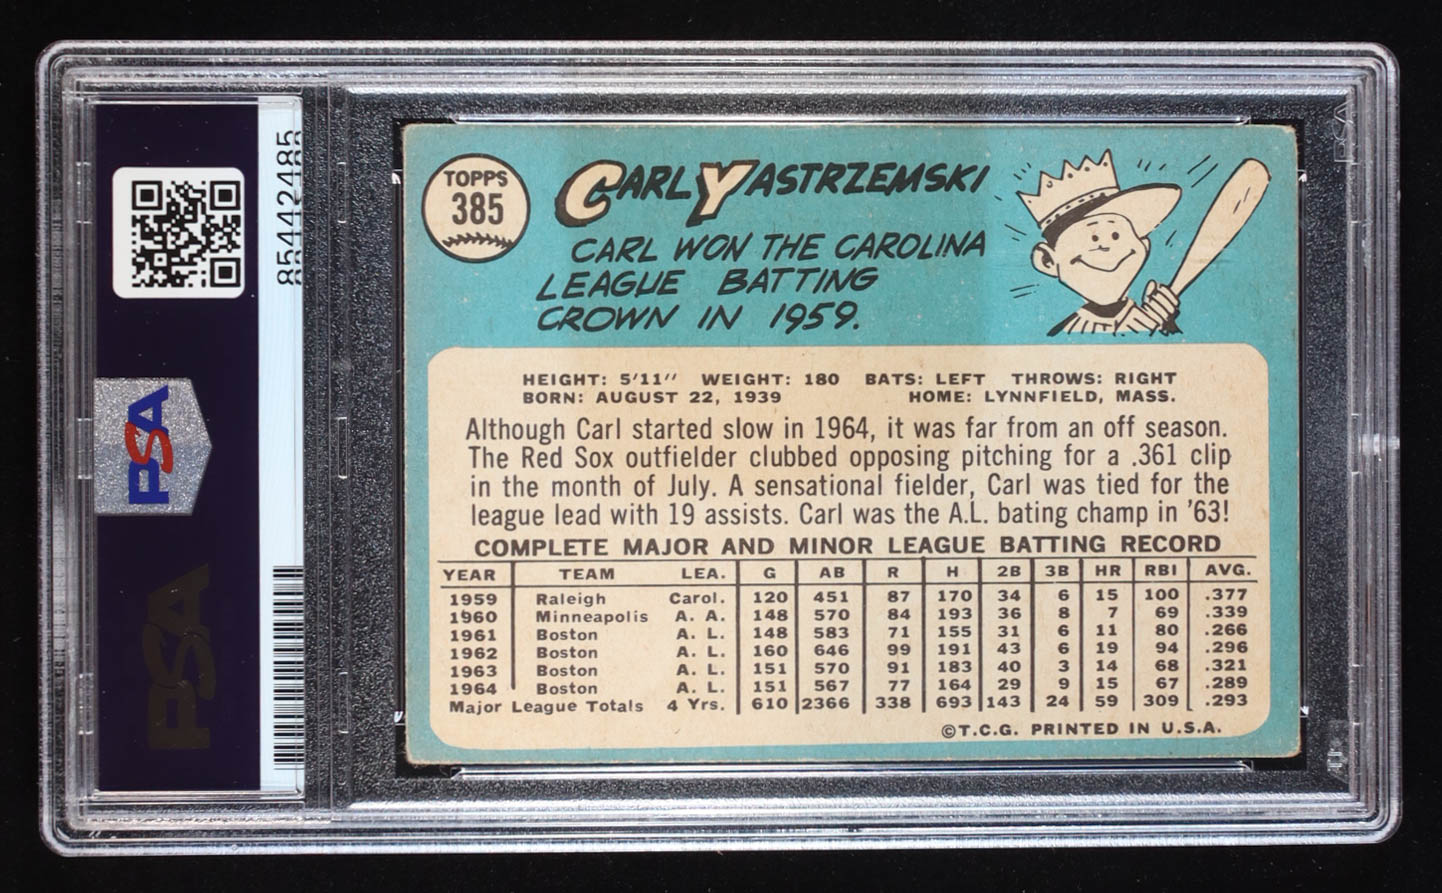 85442485
PSA
PSA
TOPPS
385
CARL YASTRZEMSKI
CARL WON THE CAROLINA
LEAGUE BATTING
CROWN IN 1959.
HEIGHT: 5'11" WEIGHT: 180 BATS: LEFT THROWS: RIGHT
BORN: AUGUST 22, 1939 HOME: LYNNFIELD, MASS.
Although Carl started slow in 1964, it was far from an off season.
The Red Sox outfielder clubbed opposing pitching for a .361 clip
in the month of July. A sensational fielder, Carl was tied for the
league lead with 19 assists. Carl was the A.L. bating champ in '63!
COMPLETE MAJOR AND MINOR LEAGUE BATTING RECORD
YEAR TEAM LEA. G AB R H 2B 3B HR RBI AVG.
1959 Raleigh Carol. 120 451 87 170 34 6 15 100 .377
1960 Minneapolis A. A. 148 570 84 193 36 8 7 69 .339
1961 Boston A. L. 148 583 71 155 31 6 11 80 .266
1962 Boston A. L. 160 646 99 191 43 6 19 94 .296
1963 Boston A. L. 151 570 91 183 40 3 14 68 .321
1964 Boston A. L. 151 567 77 164 29 9 15 67 .289
Major League Totals 4 Yrs. 610 2366 338 693 143 24 59 309 .293
©T.C.G. PRINTED IN U.S.A.